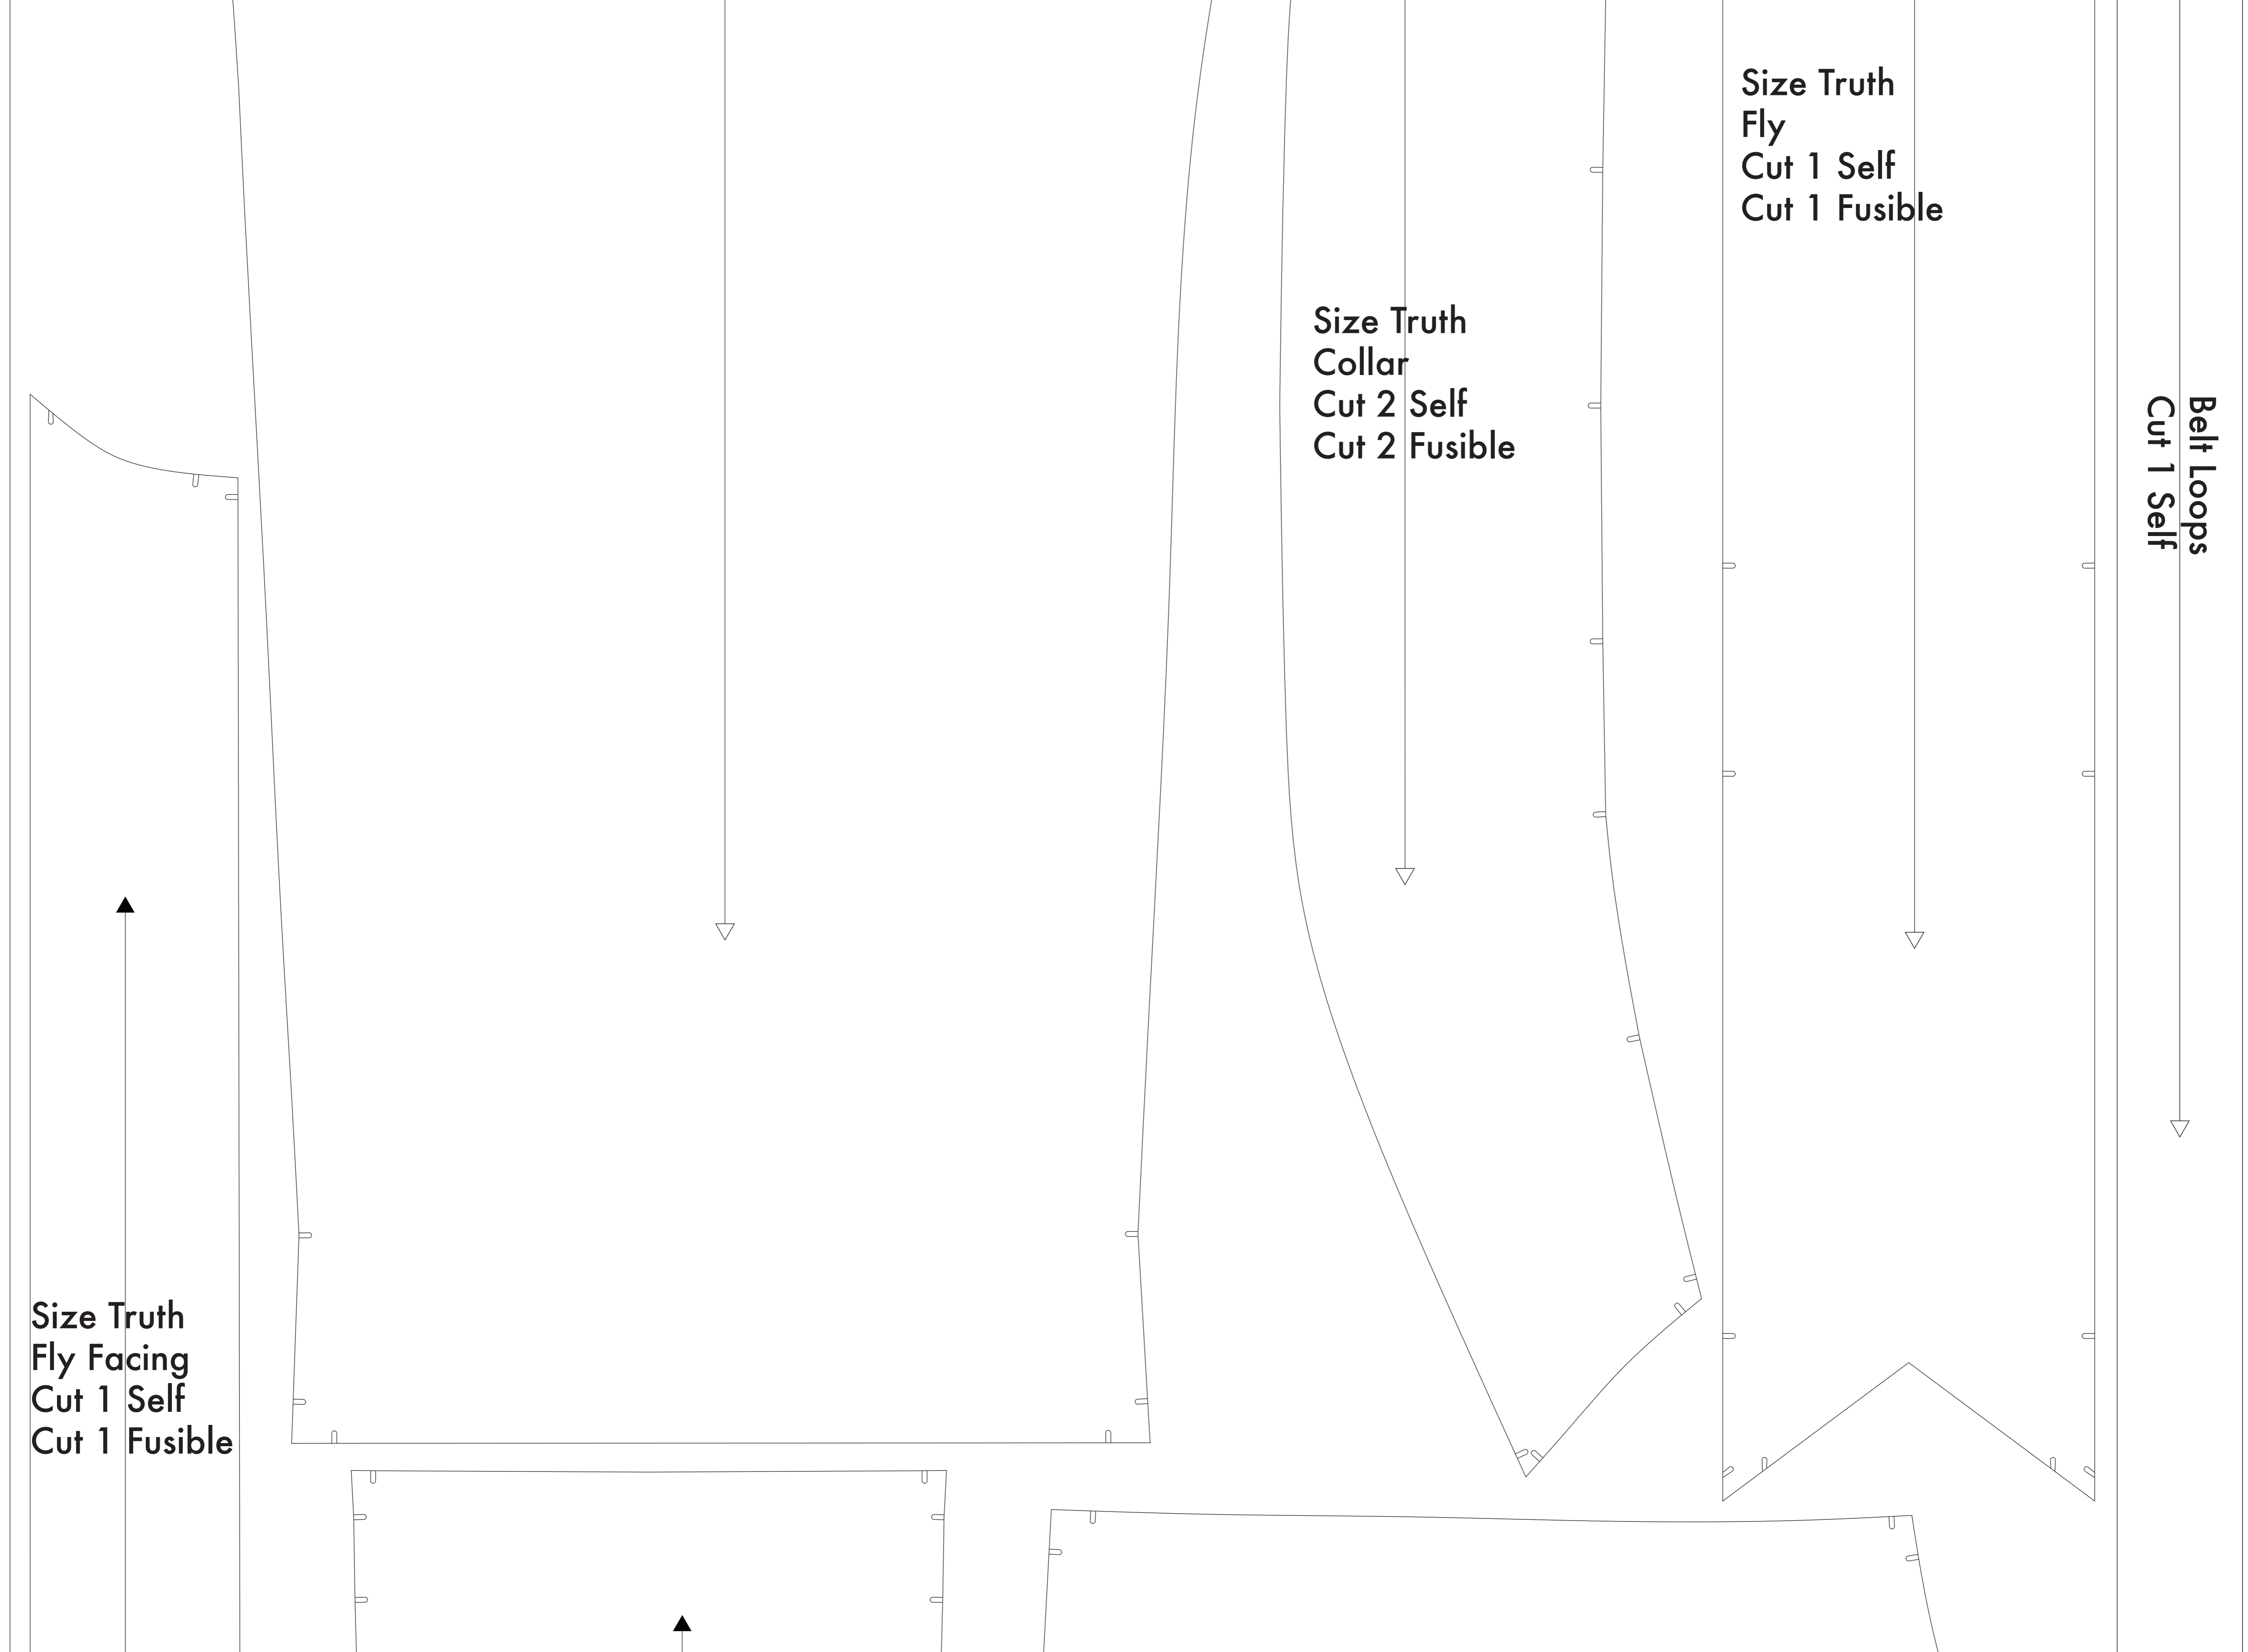 Size Truth
Fly
Cut 1 Self
Cut 1 Fusible
Size Truth
Collar
Cut 2 Self
Cut 2 Fusible
Belt Loops
Cut 1 Self
Size Truth
Fly Facing
Cut 1 Self
Cut 1 Fusible